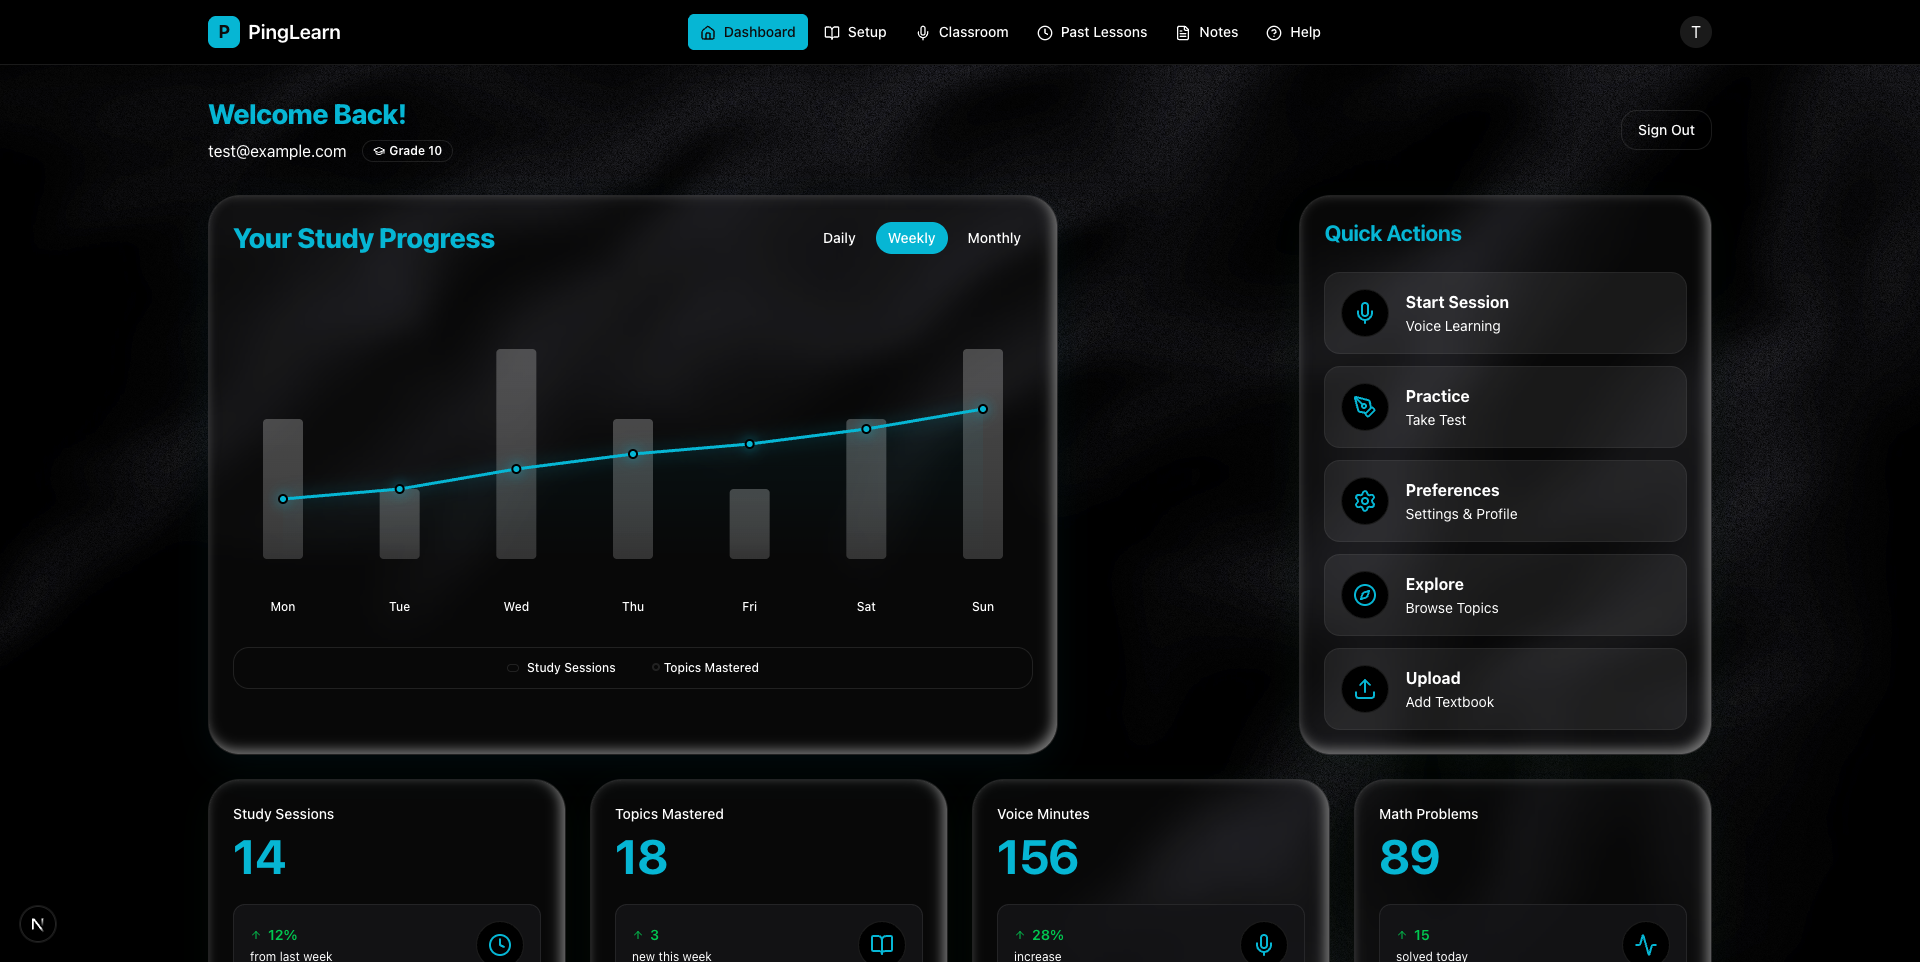 P PingLearn
Dashboard Setup Classroom Past Lessons Notes Help
T
Welcome Back!
test@example.com Grade 10
Sign Out
Your Study Progress
Daily Weekly Monthly
Mon Tue Wed Thu Fri Sat Sun
Study Sessions Topics Mastered
Quick Actions
Start Session
Voice Learning
Practice
Take Test
Preferences
Settings & Profile
Explore
Browse Topics
Upload
Add Textbook
Study Sessions
14
↑ 12%
from last week
Topics Mastered
18
↑ 3
new this week
Voice Minutes
156
↑ 28%
increase
Math Problems
89
↑ 15
solved today
N